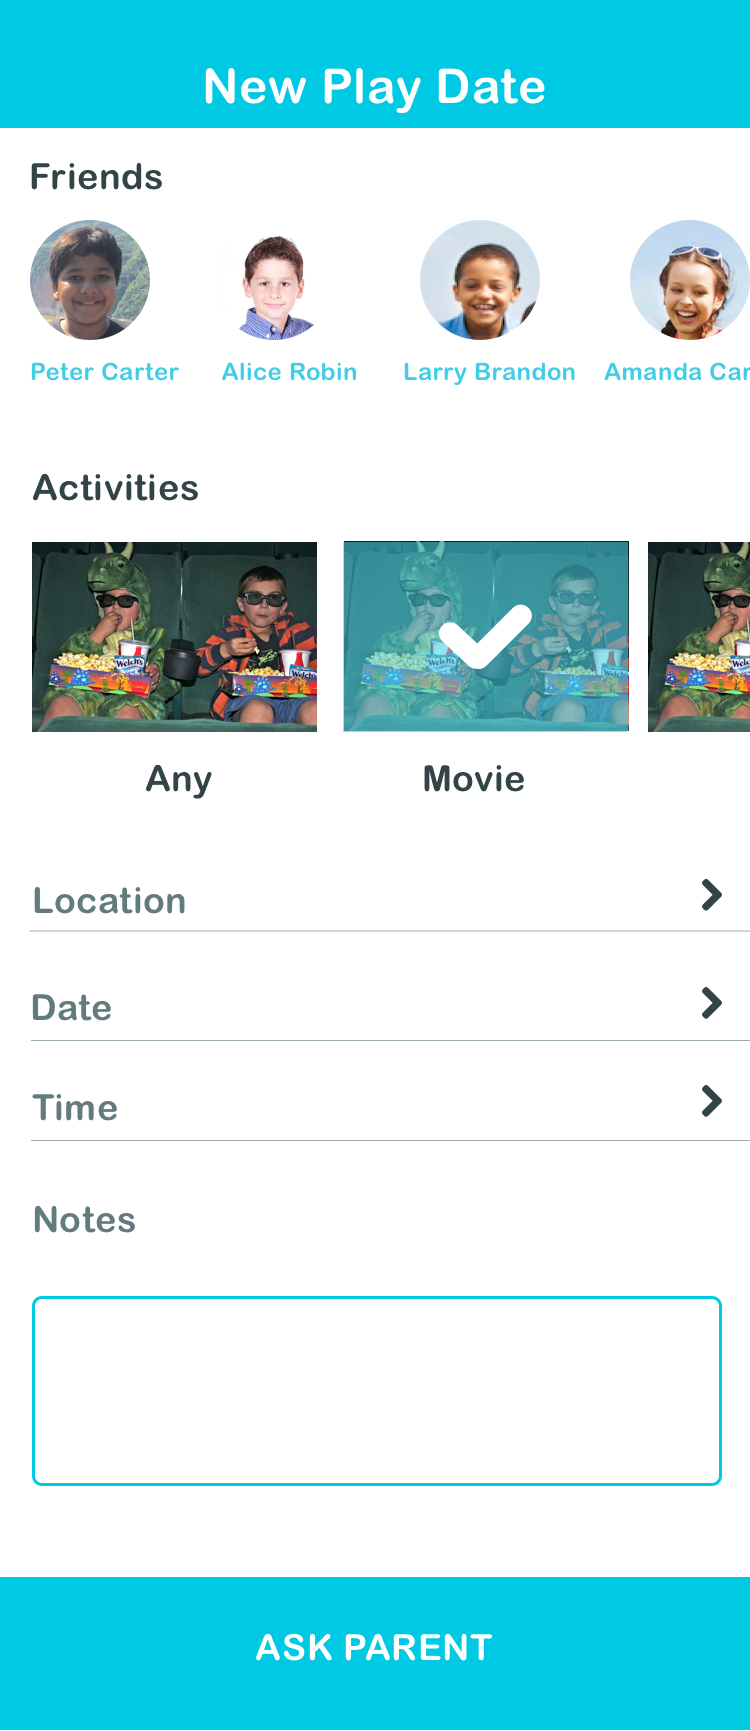 New Play Date
Friends
Peter Carter
Alice Robin
Larry Brandon
Amanda Car
Activities
Welch's
Welch's
Welch's
Welch's
Welch's
Any
Movie
Location
Date
Time
Notes
ASK PARENT